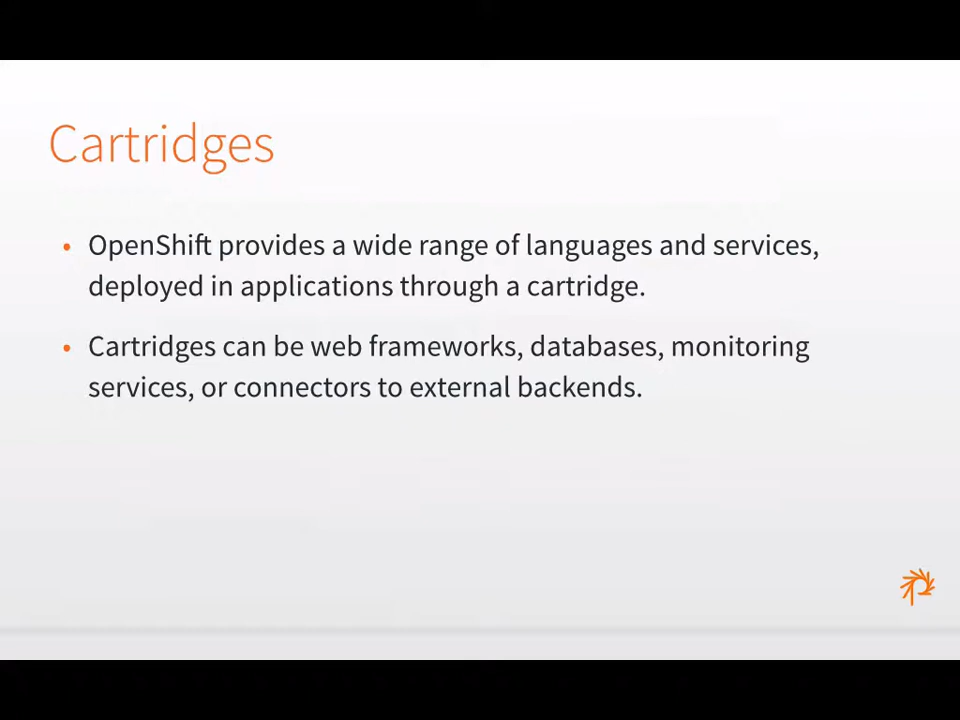 Cartridges
• OpenShift provides a wide range of languages and services,
deployed in applications through a cartridge.
• Cartridges can be web frameworks, databases, monitoring
services, or connectors to external backends.